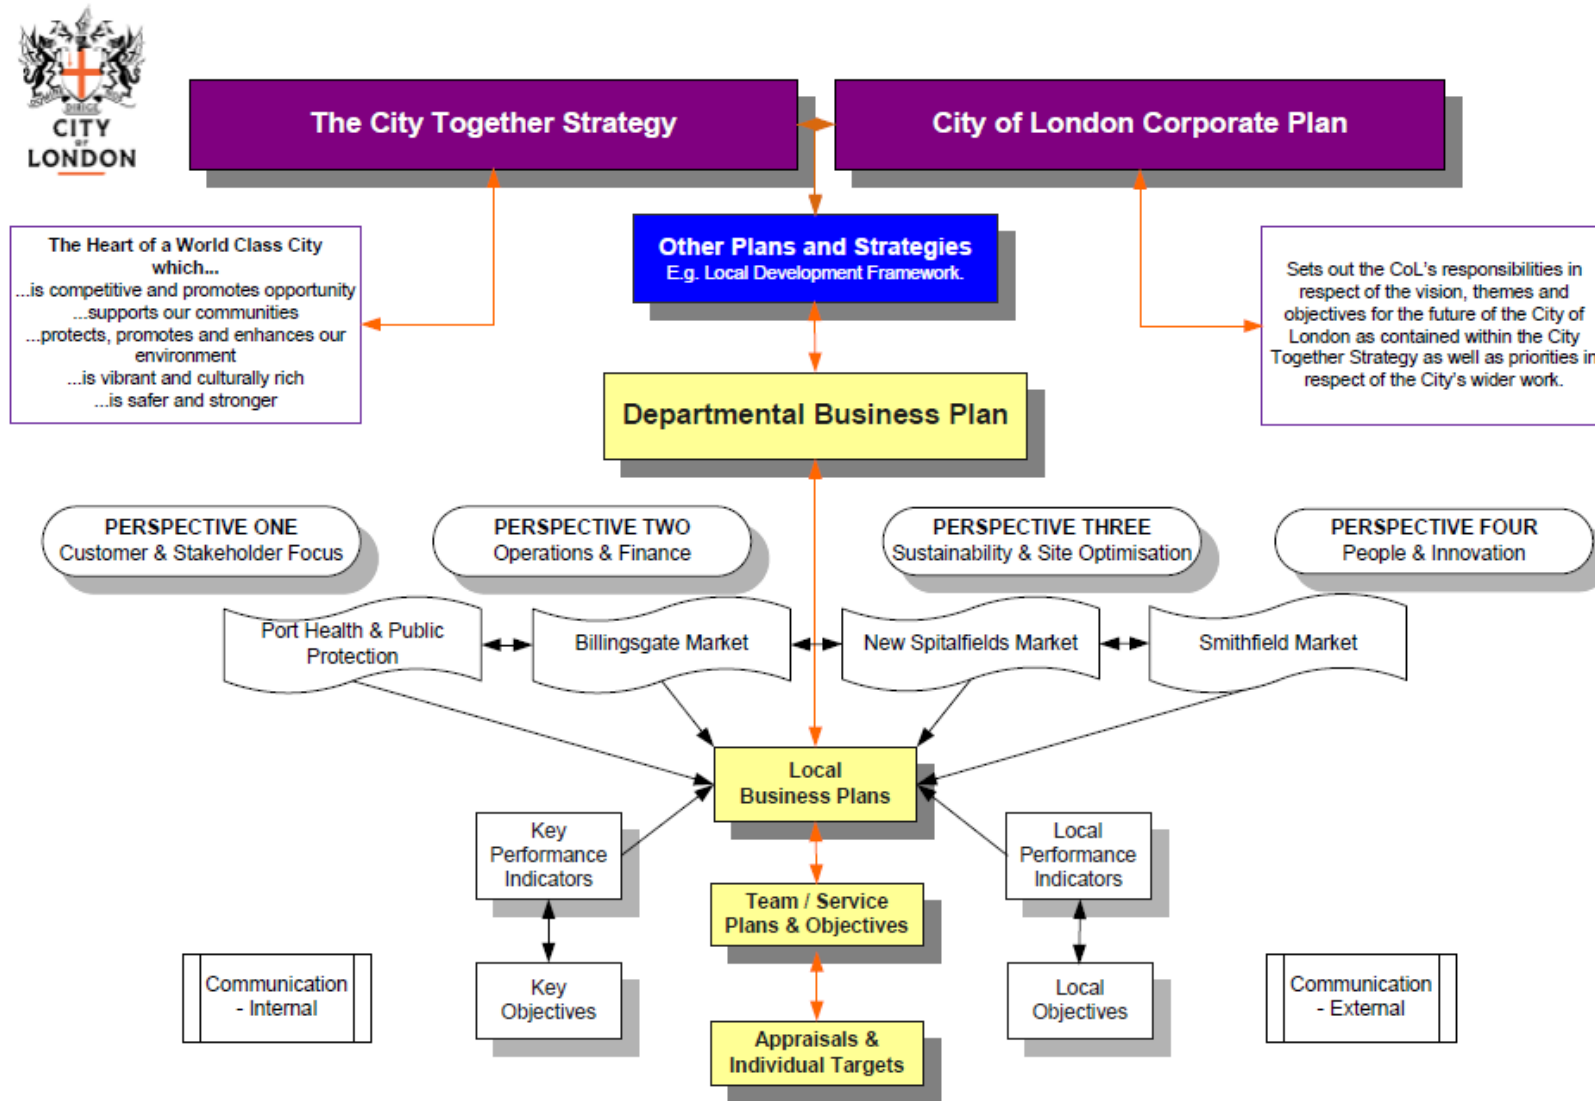 DOMINE DIRIGE NOS
CITY
OF
LONDON
The City Together Strategy
City of London Corporate Plan
Other Plans and Strategies
E.g. Local Development Framework.
The Heart of a World Class City
which...
...is competitive and promotes opportunity
...supports our communities
...protects, promotes and enhances our
environment
...is vibrant and culturally rich
...is safer and stronger
Sets out the CoL's responsibilities in
respect of the vision, themes and
objectives for the future of the City of
London as contained within the City
Together Strategy as well as priorities in
respect of the City's wider work.
Departmental Business Plan
PERSPECTIVE ONE
Customer & Stakeholder Focus
PERSPECTIVE TWO
Operations & Finance
PERSPECTIVE THREE
Sustainability & Site Optimisation
PERSPECTIVE FOUR
People & Innovation
Port Health & Public
Protection
Billingsgate Market
New Spitalfields Market
Smithfield Market
Local
Business Plans
Key
Performance
Indicators
Local
Performance
Indicators
Team / Service
Plans & Objectives
Communication
- Internal
Key
Objectives
Local
Objectives
Communication
- External
Appraisals &
Individual Targets